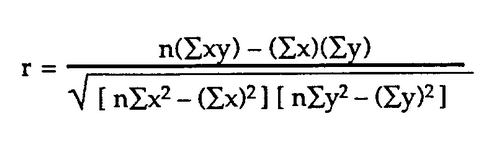 r = n(∑xy) – (∑x)(∑y) / √[ n∑x² – (∑x)² ] [ n∑y² – (∑y)² ]